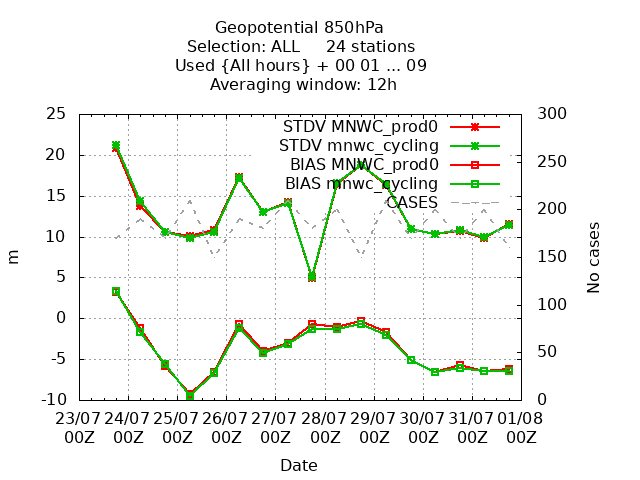 Geopotential 850hPa
Selection: ALL 24 stations
Used {All hours} + 00 01 ... 09
Averaging window: 12h
25
20
15
10
5
0
-5
-10
m
300
250
200
150
100
50
0
No cases
STDV MNWC_prod0
STDV mnwc_cycling
BIAS MNWC_prod0
BIAS mnwc_cycling
CASES
23/07 24/07 25/07 26/07 27/07 28/07 29/07 30/07 31/07 01/08
00Z 00Z 00Z 00Z 00Z 00Z 00Z 00Z 00Z 00Z
Date